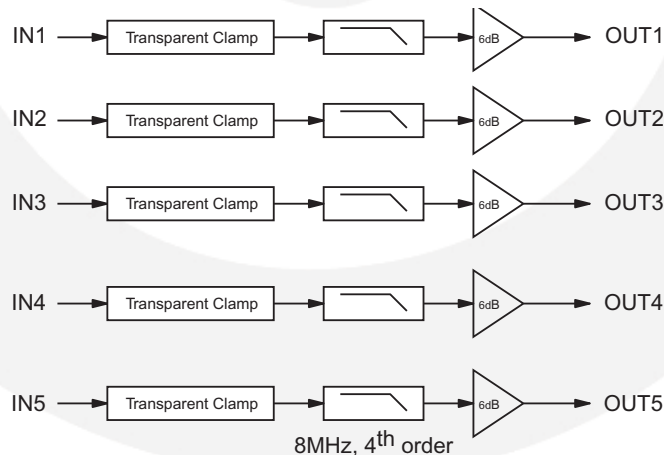 IN1 Transparent Clamp 6dB OUT1
IN2 Transparent Clamp 6dB OUT2
IN3 Transparent Clamp 6dB OUT3
IN4 Transparent Clamp 6dB OUT4
IN5 Transparent Clamp 6dB OUT5
8MHz, 4th order